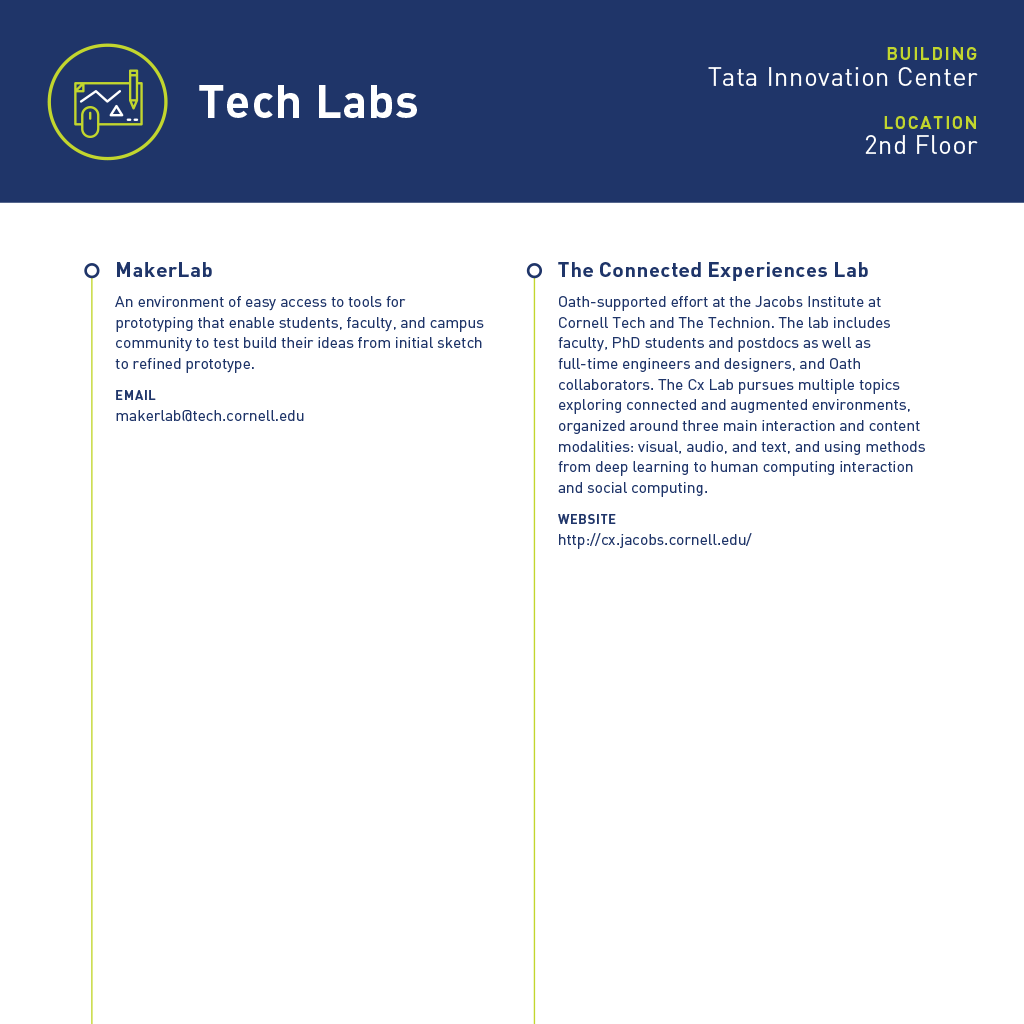 Tech Labs
BUILDING
Tata Innovation Center
LOCATION
2nd Floor
MakerLab
An environment of easy access to tools for
prototyping that enable students, faculty, and campus
community to test build their ideas from initial sketch
to refined prototype.
EMAIL
makerlab@tech.cornell.edu
The Connected Experiences Lab
Oath-supported effort at the Jacobs Institute at
Cornell Tech and The Technion. The lab includes
faculty, PhD students and postdocs as well as
full-time engineers and designers, and Oath
collaborators. The Cx Lab pursues multiple topics
exploring connected and augmented environments,
organized around three main interaction and content
modalities: visual, audio, and text, and using methods
from deep learning to human computing interaction
and social computing.
WEBSITE
http://cx.jacobs.cornell.edu/